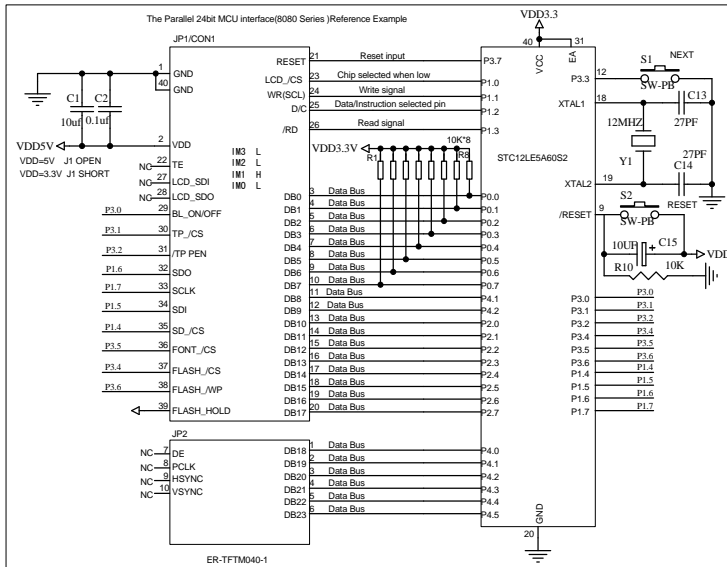 The Parallel 24bit MCU interface(8080 Series )Reference Example
VDD3.3
JP1/CON1
40
31
VCC
EA
1
GND
40
GND
C1
C2
10uf
0.1uf
VDD5V
2
VDD
VDD=5V  J1 OPEN
VDD=3.3V  J1 SHORT
NC
22
TE
NC
27
LCD_SDI
NC
28
LCD_SDO
P3.0
29
BL_ON/OFF
P3.1
30
TP_/CS
P3.2
31
/TP PEN
P1.6
32
SDO
P1.7
33
SCLK
P1.5
34
SDI
P1.4
35
SD_/CS
P3.5
36
FONT_/CS
P3.4
37
FLASH_/CS
P3.6
38
FLASH_/WP
39
FLASH_HOLD
IM3 L
IM2 L
IM1 H
IM0 L
RESET
21
Reset input
P3.7
LCD_/CS
23
Chip selected when low
P1.0
WR(SCL)
24
Write signal
P1.1
D/C
25
Data/Instruction selected pin
P1.2
/RD
26
Read signal
P1.3
VDD3.3V
10K*8
R1
R8
DB0 3 Data Bus P0.0
DB1 4 Data Bus P0.1
DB2 5 Data Bus P0.2
DB3 6 Data Bus P0.3
DB4 7 Data Bus P0.4
DB5 8 Data Bus P0.5
DB6 9 Data Bus P0.6
DB7 10 Data Bus P0.7
DB8 11 Data Bus P4.1
DB9 12 Data Bus P4.2
DB10 13 Data Bus P2.0
DB11 14 Data Bus P2.1
DB12 15 Data Bus P2.2
DB13 16 Data Bus P2.3
DB14 17 Data Bus P2.4
DB15 18 Data Bus P2.5
DB16 19 Data Bus P2.6
DB17 20 Data Bus P2.7
STC12LE5A60S2
P3.3
12
S1
NEXT
SW-PB
XTAL1
18
C13
27PF
12MHZ
Y1
27PF
C14
XTAL2
19
RESET
S2
/RESET
9
SW-PB
10UF
+
C15
VDD
R10
10K
P3.0 P3.0
P3.1 P3.1
P3.2 P3.2
P3.4 P3.4
P3.5 P3.5
P3.6 P3.6
P1.4 P1.4
P1.5 P1.5
P1.6 P1.6
P1.7 P1.7
JP2
NC 7 DE
NC 8 PCLK
NC 9 HSYNC
NC 10 VSYNC
DB18 1 Data Bus P4.0
DB19 2 Data Bus P4.1
DB20 3 Data Bus P4.2
DB21 4 Data Bus P4.3
DB22 5 Data Bus P4.4
DB23 6 Data Bus P4.5
GND
20
ER-TFTM040-1